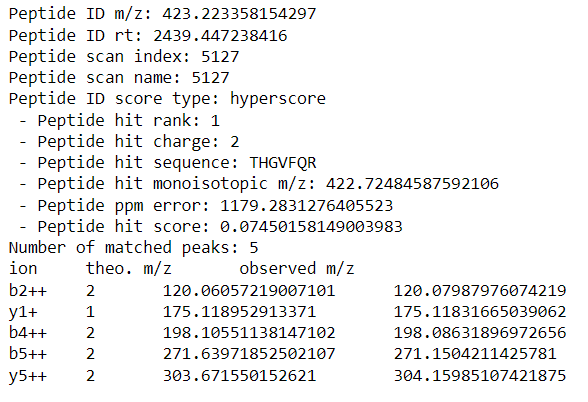 Peptide ID m/z: 423.223358154297
Peptide ID rt: 2439.447238416
Peptide scan index: 5127
Peptide scan name: 5127
Peptide ID score type: hyperscore
 - Peptide hit rank: 1
 - Peptide hit charge: 2
 - Peptide hit sequence: THGVFQR
 - Peptide hit monoisotopic m/z: 422.72484587592106
 - Peptide ppm error: 1179.2831276405523
 - Peptide hit score: 0.07450158149003983
Number of matched peaks: 5
ion theo. m/z observed m/z
b2++ 2 120.06057219007101 120.07987976074219
y1+ 1 175.118952913371 175.11831665039062
b4++ 2 198.10551138147102 198.08631896972656
b5++ 2 271.63971852502107 271.1504211425781
y5++ 2 303.671550152621 304.15985107421875